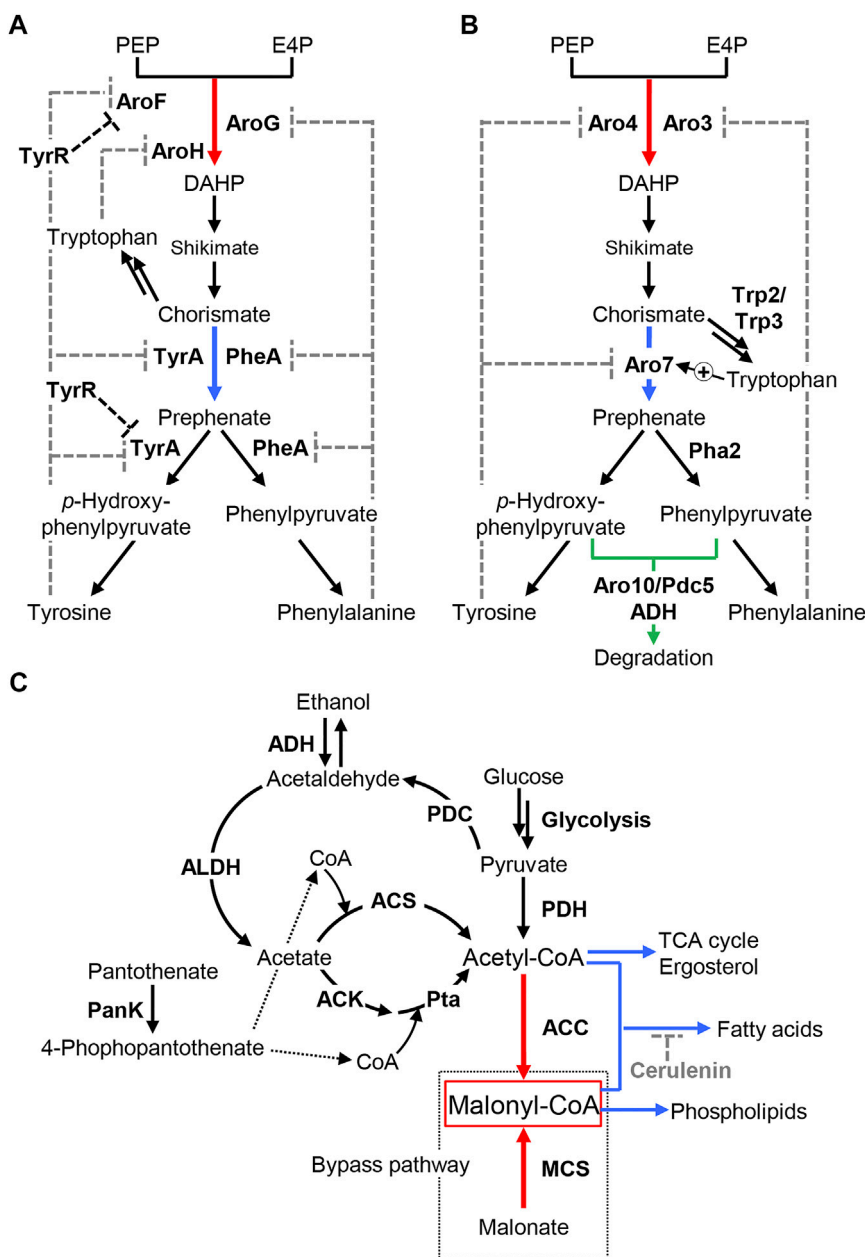 A
PEP
E4P
AroF
AroG
TyrR
AroH
DAHP
Tryptophan
Shikimate
Chorismate
TyrA
PheA
TyrR
Prephenate
TyrA
PheA
p-Hydroxy-
phenylpyruvate
Phenylpyruvate
Tyrosine
Phenylalanine
B
PEP
E4P
Aro4
Aro3
DAHP
Shikimate
Chorismate
Trp2/
Trp3
Aro7
+
Tryptophan
Prephenate
Pha2
p-Hydroxy-
phenylpyruvate
Phenylpyruvate
Aro10/Pdc5
ADH
Tyrosine
Phenylalanine
Degradation
C
Ethanol
ADH
Acetaldehyde
Glucose
PDC
Glycolysis
ALDH
CoA
Pyruvate
ACS
PDH
Acetate
Acetyl-CoA
TCA cycle
Ergosterol
Pantothenate
PanK
ACK
Pta
4-Phophopantothenate
CoA
ACC
Fatty acids
Cerulenin
Malonyl-CoA
Phospholipids
Bypass pathway
MCS
Malonate